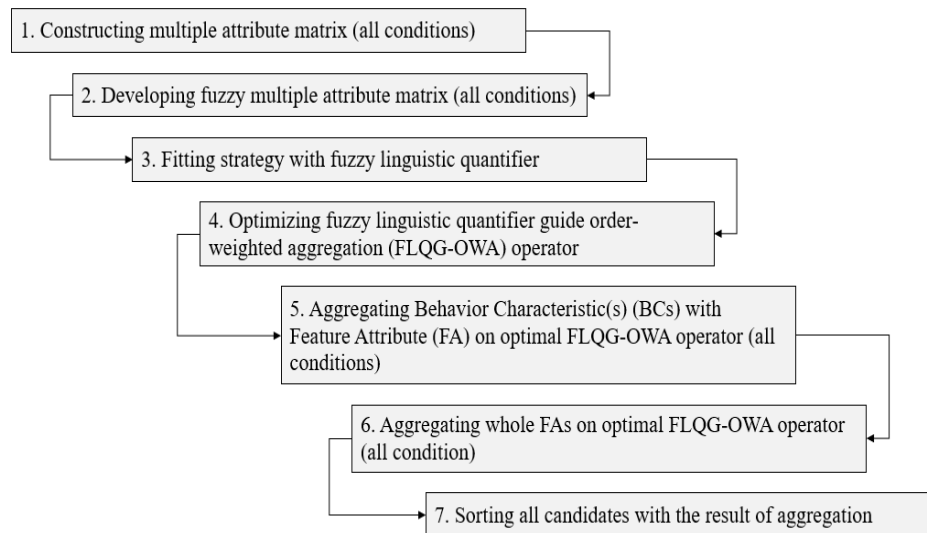 1. Constructing multiple attribute matrix (all conditions)
2. Developing fuzzy multiple attribute matrix (all conditions)
3. Fitting strategy with fuzzy linguistic quantifier
4. Optimizing fuzzy linguistic quantifier guide order-
weighted aggregation (FLQG-OWA) operator
5. Aggregating Behavior Characteristic(s) (BCs) with
Feature Attribute (FA) on optimal FLQG-OWA operator (all
conditions)
6. Aggregating whole FAs on optimal FLQG-OWA operator
(all condition)
7. Sorting all candidates with the result of aggregation